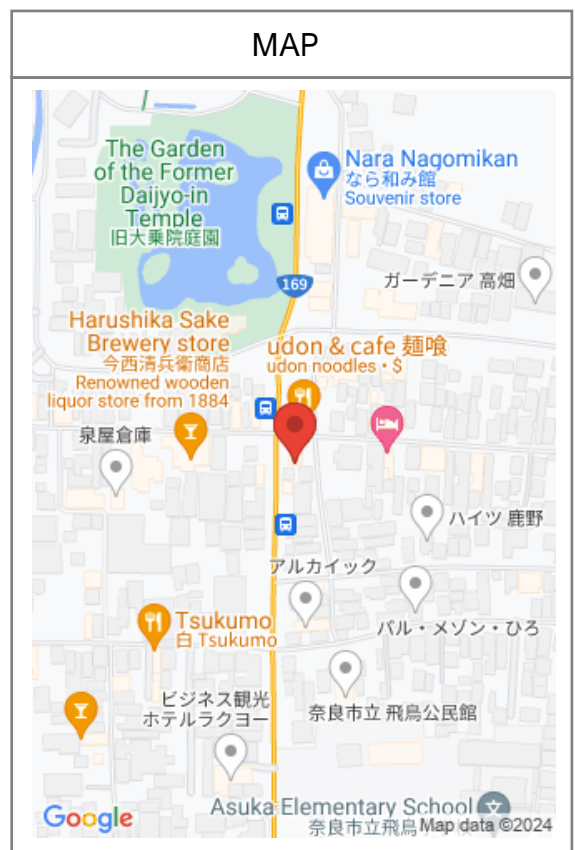 MAP
The Garden
of the Former
Daijyo-in
Temple
旧大乗院庭園
Nara Nagomikan
なら和み館
Souvenir store
169
ガーデニア 高畑
Harushika Sake
Brewery store
今西清兵衛商店
Renowned wooden
liquor store from 1884
udon & cafe 麺喰
udon noodles • $
泉屋倉庫
ハイツ 鹿野
アルカイック
Tsukumo
白 Tsukumo
パル・メゾン・ひろ
ビジネス観光
ホテルラクヨー
奈良市立 飛鳥公民館
Asuka Elementary School
奈良市立飛鳥
Google
Map data ©2024